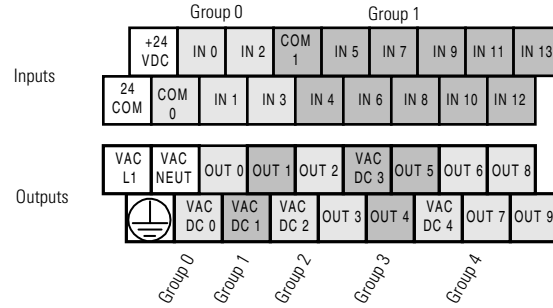 Group 0 Group 1
Inputs
+24 VDC IN 0 IN 2 COM 1 IN 5 IN 7 IN 9 IN 11 IN 13
24 COM COM 0 IN 1 IN 3 IN 4 IN 6 IN 8 IN 10 IN 12
Outputs
VAC L1 VAC NEUT OUT 0 OUT 1 OUT 2 VAC DC 3 OUT 5 OUT 6 OUT 8
VAC DC 0 VAC DC 1 VAC DC 2 OUT 3 OUT 4 VAC DC 4 OUT 7 OUT 9
Group 0 Group 1 Group 2 Group 3 Group 4